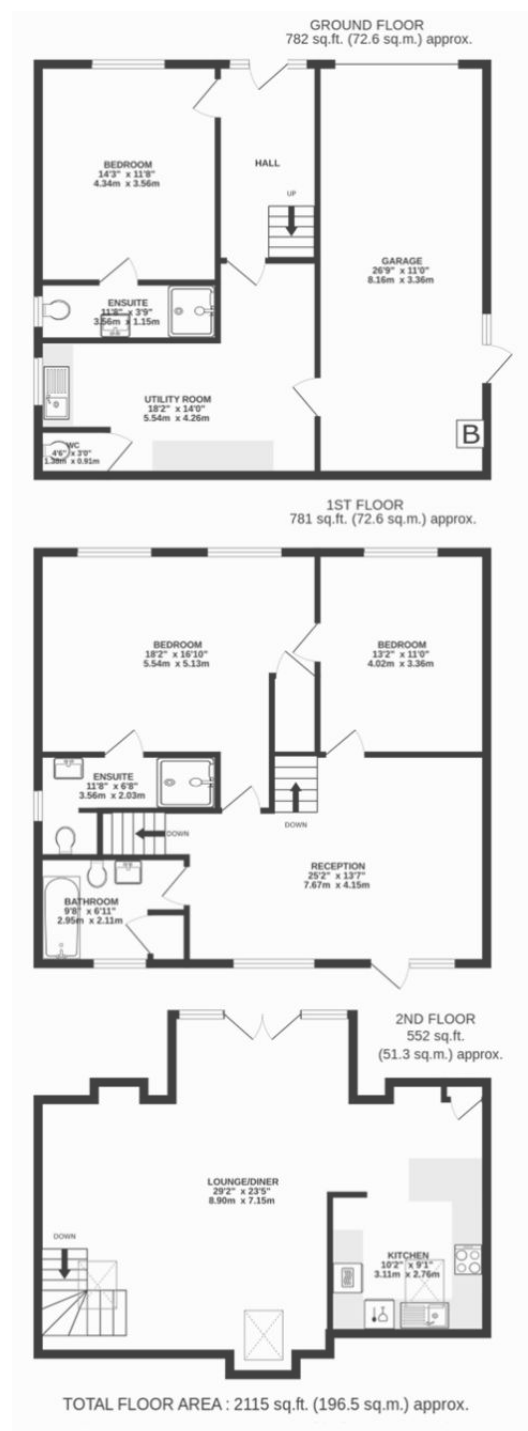 GROUND FLOOR
782 sq.ft. (72.6 sq.m.) approx.
BEDROOM
14'3" x 11'8"
4.34m x 3.56m
HALL
UP
GARAGE
26'9" x 11'0"
8.16m x 3.36m
ENSUITE
11'8" x 3'9"
3.56m x 1.15m
UTILITY ROOM
18'2" x 14'0"
5.54m x 4.26m
WC
4'6" x 3'0"
1.38m x 0.91m
B
1ST FLOOR
781 sq.ft. (72.6 sq.m.) approx.
BEDROOM
18'2" x 16'10"
5.54m x 5.13m
BEDROOM
13'2" x 11'0"
4.02m x 3.36m
ENSUITE
11'8" x 6'8"
3.56m x 2.03m
DOWN
DOWN
RECEPTION
25'2" x 13'7"
7.67m x 4.15m
BATHROOM
9'8" x 6'11"
2.95m x 2.11m
2ND FLOOR
552 sq.ft.
(51.3 sq.m.) approx.
LOUNGE/DINER
29'2" x 23'5"
8.90m x 7.15m
DOWN
KITCHEN
10'2" x 9'1"
3.11m x 2.76m
TOTAL FLOOR AREA : 2115 sq.ft. (196.5 sq.m.) approx.